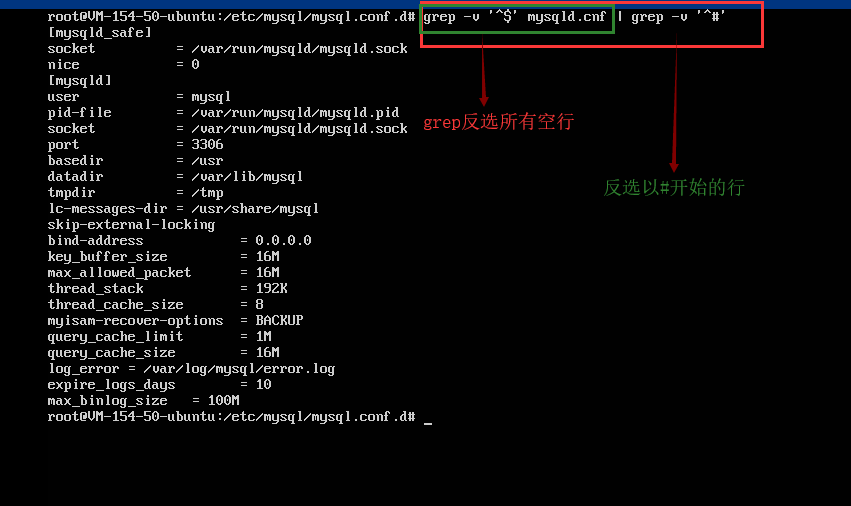 root@VM-154-50-ubuntu:/etc/mysql/mysql.conf.d# grep -v '^$' mysqld.cnf | grep -v '^#'
[mysqld_safe]
socket = /var/run/mysqld/mysqld.sock
nice = 0
[mysqld]
user = mysql
pid-file = /var/run/mysqld/mysqld.pid
socket = /var/run/mysqld/mysqld.sock
port = 3306
basedir = /usr
datadir = /var/lib/mysql
tmpdir = /tmp
lc-messages-dir = /usr/share/mysql
skip-external-locking
bind-address = 0.0.0.0
key_buffer_size = 16M
max_allowed_packet = 16M
thread_stack = 192K
thread_cache_size = 8
myisam-recover-options = BACKUP
query_cache_limit = 1M
query_cache_size = 16M
log_error = /var/log/mysql/error.log
expire_logs_days = 10
max_binlog_size = 100M
root@VM-154-50-ubuntu:/etc/mysql/mysql.conf.d# _
grep反选所有空行
反选以#开始的行